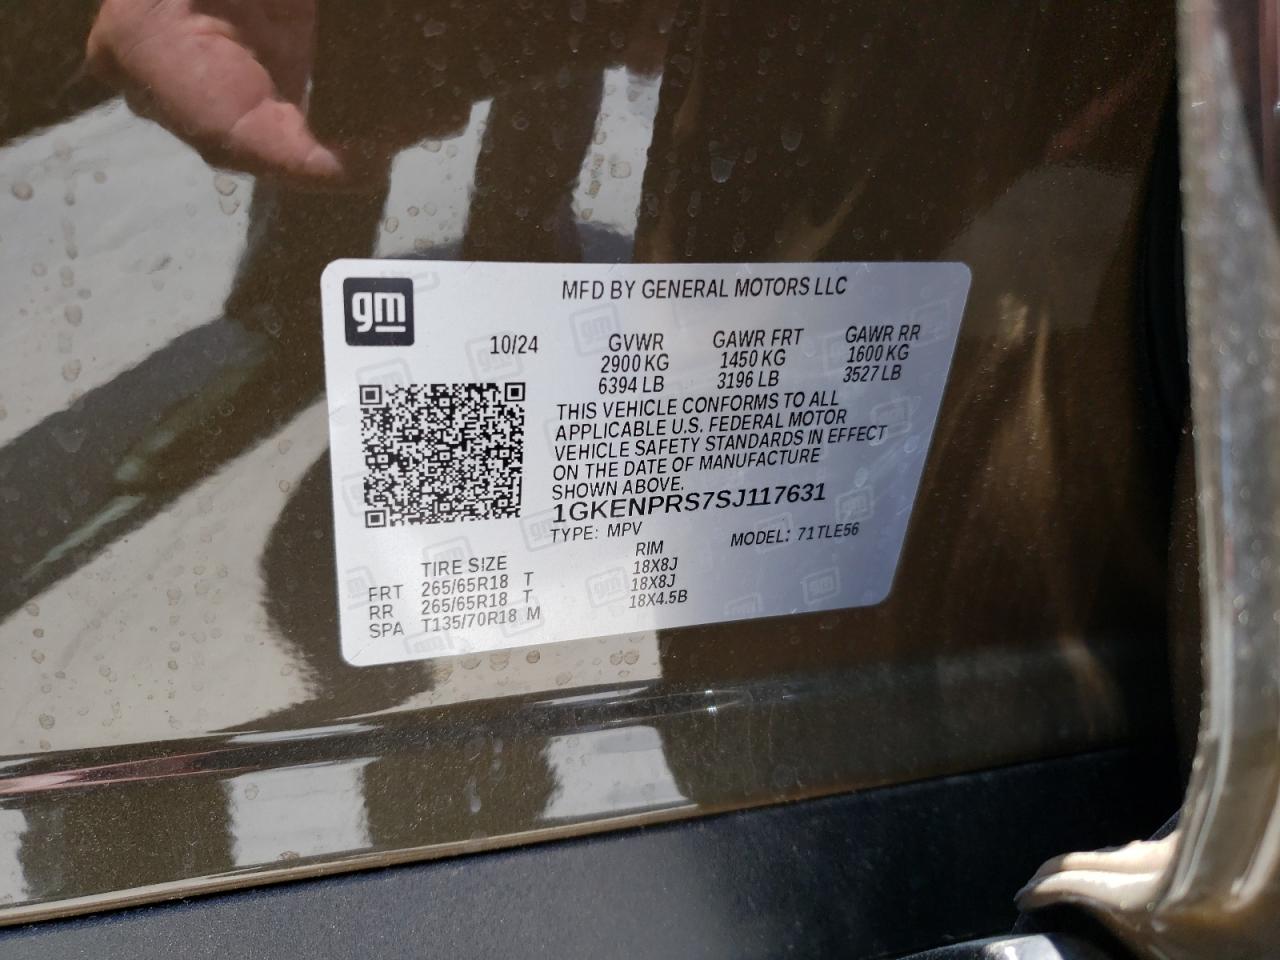 gm
MFD BY GENERAL MOTORS LLC
10/24 GVWR GAWR FRT GAWR RR
2900 KG 1450 KG 1600 KG
6394 LB 3196 LB 3527 LB
THIS VEHICLE CONFORMS TO ALL
APPLICABLE U.S. FEDERAL MOTOR
VEHICLE SAFETY STANDARDS IN EFFECT
ON THE DATE OF MANUFACTURE
SHOWN ABOVE.
1GKENPRS7SJ117631
TYPE: MPV MODEL: 71TLE56
TIRE SIZE RIM
FRT 265/65R18 T 18X8J
RR 265/65R18 T 18X8J
SPA T135/70R18 M 18X4.5B